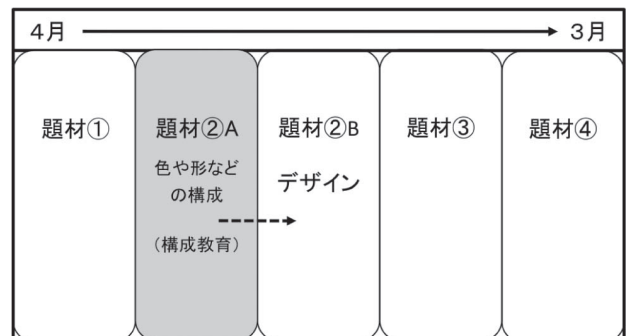 4月
3月
題材①
題材②A
色や形など
の構成
(構成教育)
題材②B
デザイン
題材③
題材④